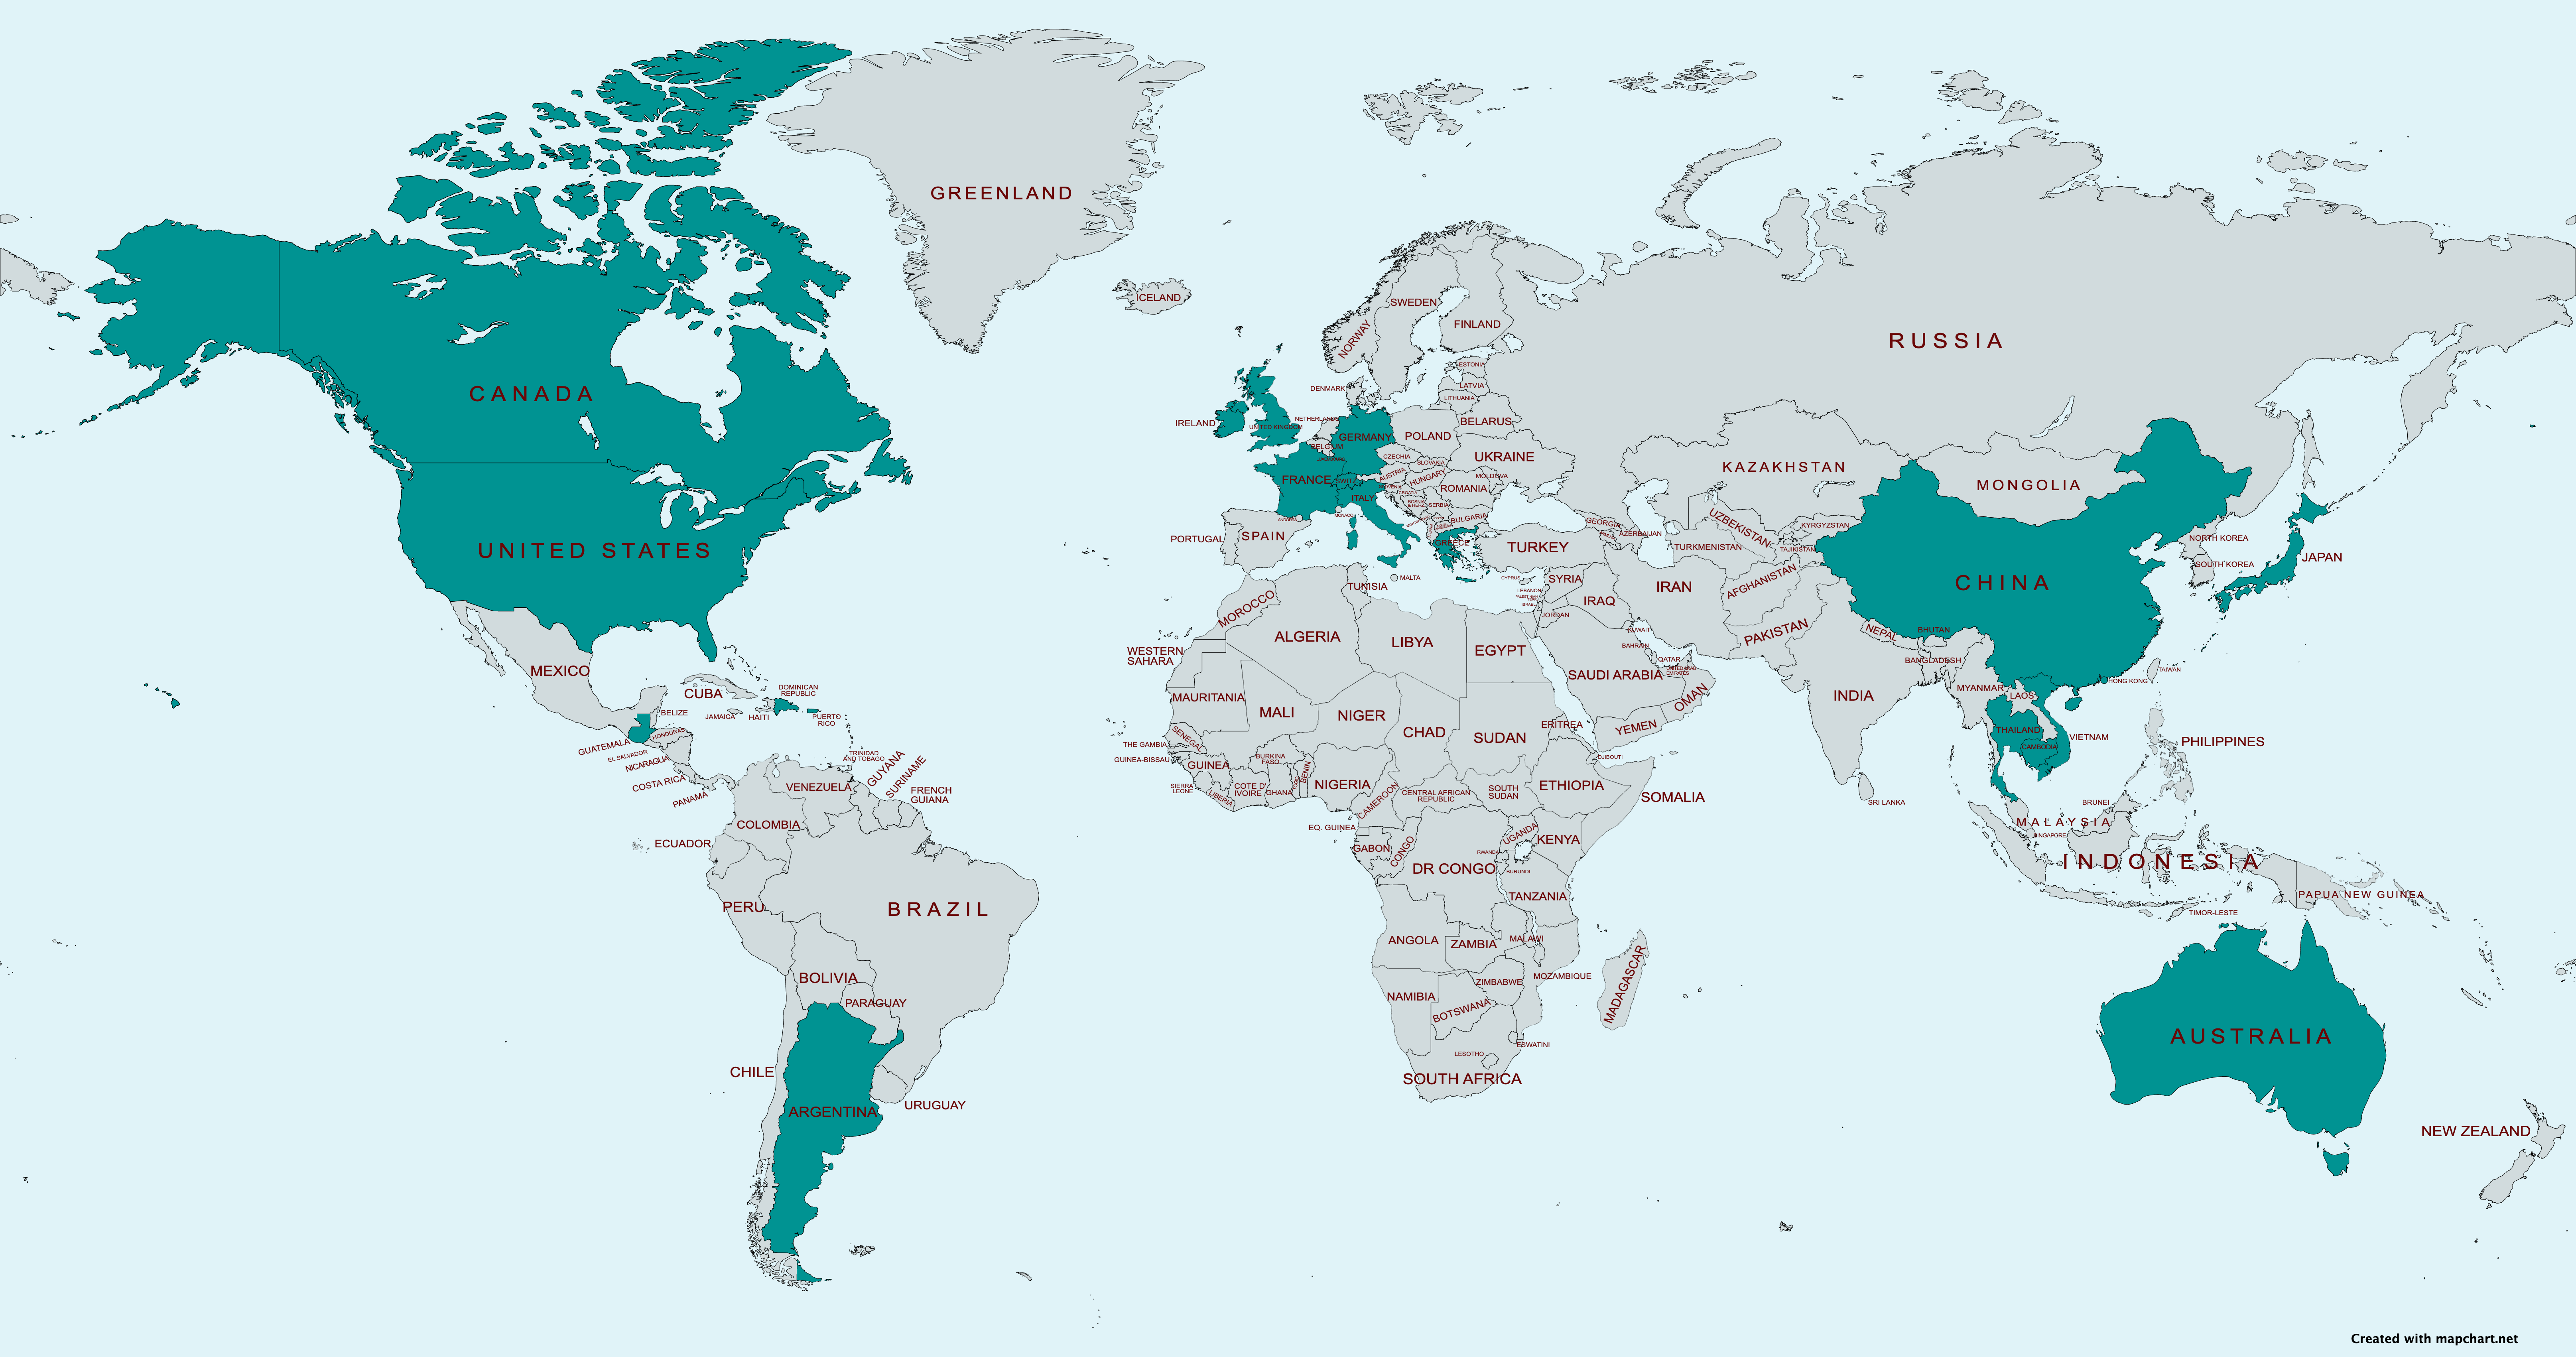 GREENLAND
ICELAND
SWEDEN
NORWAY
FINLAND
RUSSIA
CANADA
ESTONIA
LATVIA
LITHUANIA
DENMARK
IRELAND
UNITED KINGDOM
NETHERLANDS
BELGIUM
GERMANY
POLAND
BELARUS
UKRAINE
CZECHIA
SLOVAKIA
AUSTRIA
HUNGARY
MOLDOVA
ROMANIA
FRANCE
ITALY
SERBIA
BULGARIA
ANDORRA
MONACO
PORTUGAL
SPAIN
GREECE
TURKEY
GEORGIA
AZERBAIJAN
KAZAKHSTAN
MONGOLIA
UZBEKISTAN
KYRGYZSTAN
TURKMENISTAN
TAJIKISTAN
NORTH KOREA
SOUTH KOREA
JAPAN
UNITED STATES
CHINA
TUNISIA
MALTA
CYPRUS
SYRIA
LEBANON
ISRAEL
JORDAN
IRAQ
IRAN
AFGHANISTAN
PAKISTAN
NEPAL
BHUTAN
BANGLADESH
MOROCCO
ALGERIA
LIBYA
EGYPT
WESTERN
SAHARA
KUWAIT
BAHRAIN
QATAR
UNITED ARAB
EMIRATES
SAUDI ARABIA
OMAN
YEMEN
INDIA
MYANMAR
LAOS
HONG KONG
TAIWAN
THAILAND
VIETNAM
CAMBODIA
PHILIPPINES
MEXICO
CUBA
DOMINICAN
REPUBLIC
BELIZE
JAMAICA
HAITI
PUERTO
RICO
GUATEMALA
HONDURAS
EL SALVADOR
NICARAGUA
COSTA RICA
PANAMA
TRINIDAD
AND TOBAGO
VENEZUELA
GUYANA
SURINAME
FRENCH
GUIANA
COLOMBIA
ECUADOR
PERU
BRAZIL
BOLIVIA
PARAGUAY
CHILE
ARGENTINA
URUGUAY
MAURITANIA
MALI
NIGER
CHAD
SUDAN
ERITREA
SENEGAL
THE GAMBIA
GUINEA-BISSAU
GUINEA
SIERRA
LEONE
LIBERIA
COTE D'
IVOIRE
BURKINA
FASO
GHANA
TOGO
BENIN
NIGERIA
CAMEROON
CENTRAL AFRICAN
REPUBLIC
SOUTH
SUDAN
ETHIOPIA
DJIBOUTI
SOMALIA
EQ. GUINEA
GABON
CONGO
DR CONGO
UGANDA
KENYA
RWANDA
BURUNDI
TANZANIA
ANGOLA
ZAMBIA
MALAWI
MOZAMBIQUE
ZIMBABWE
NAMIBIA
BOTSWANA
MADAGASCAR
ESWATINI
LESOTHO
SOUTH AFRICA
SRI LANKA
BRUNEI
MALAYSIA
SINGAPORE
INDONESIA
PAPUA NEW GUINEA
TIMOR-LESTE
AUSTRALIA
NEW ZEALAND
Created with mapchart.net